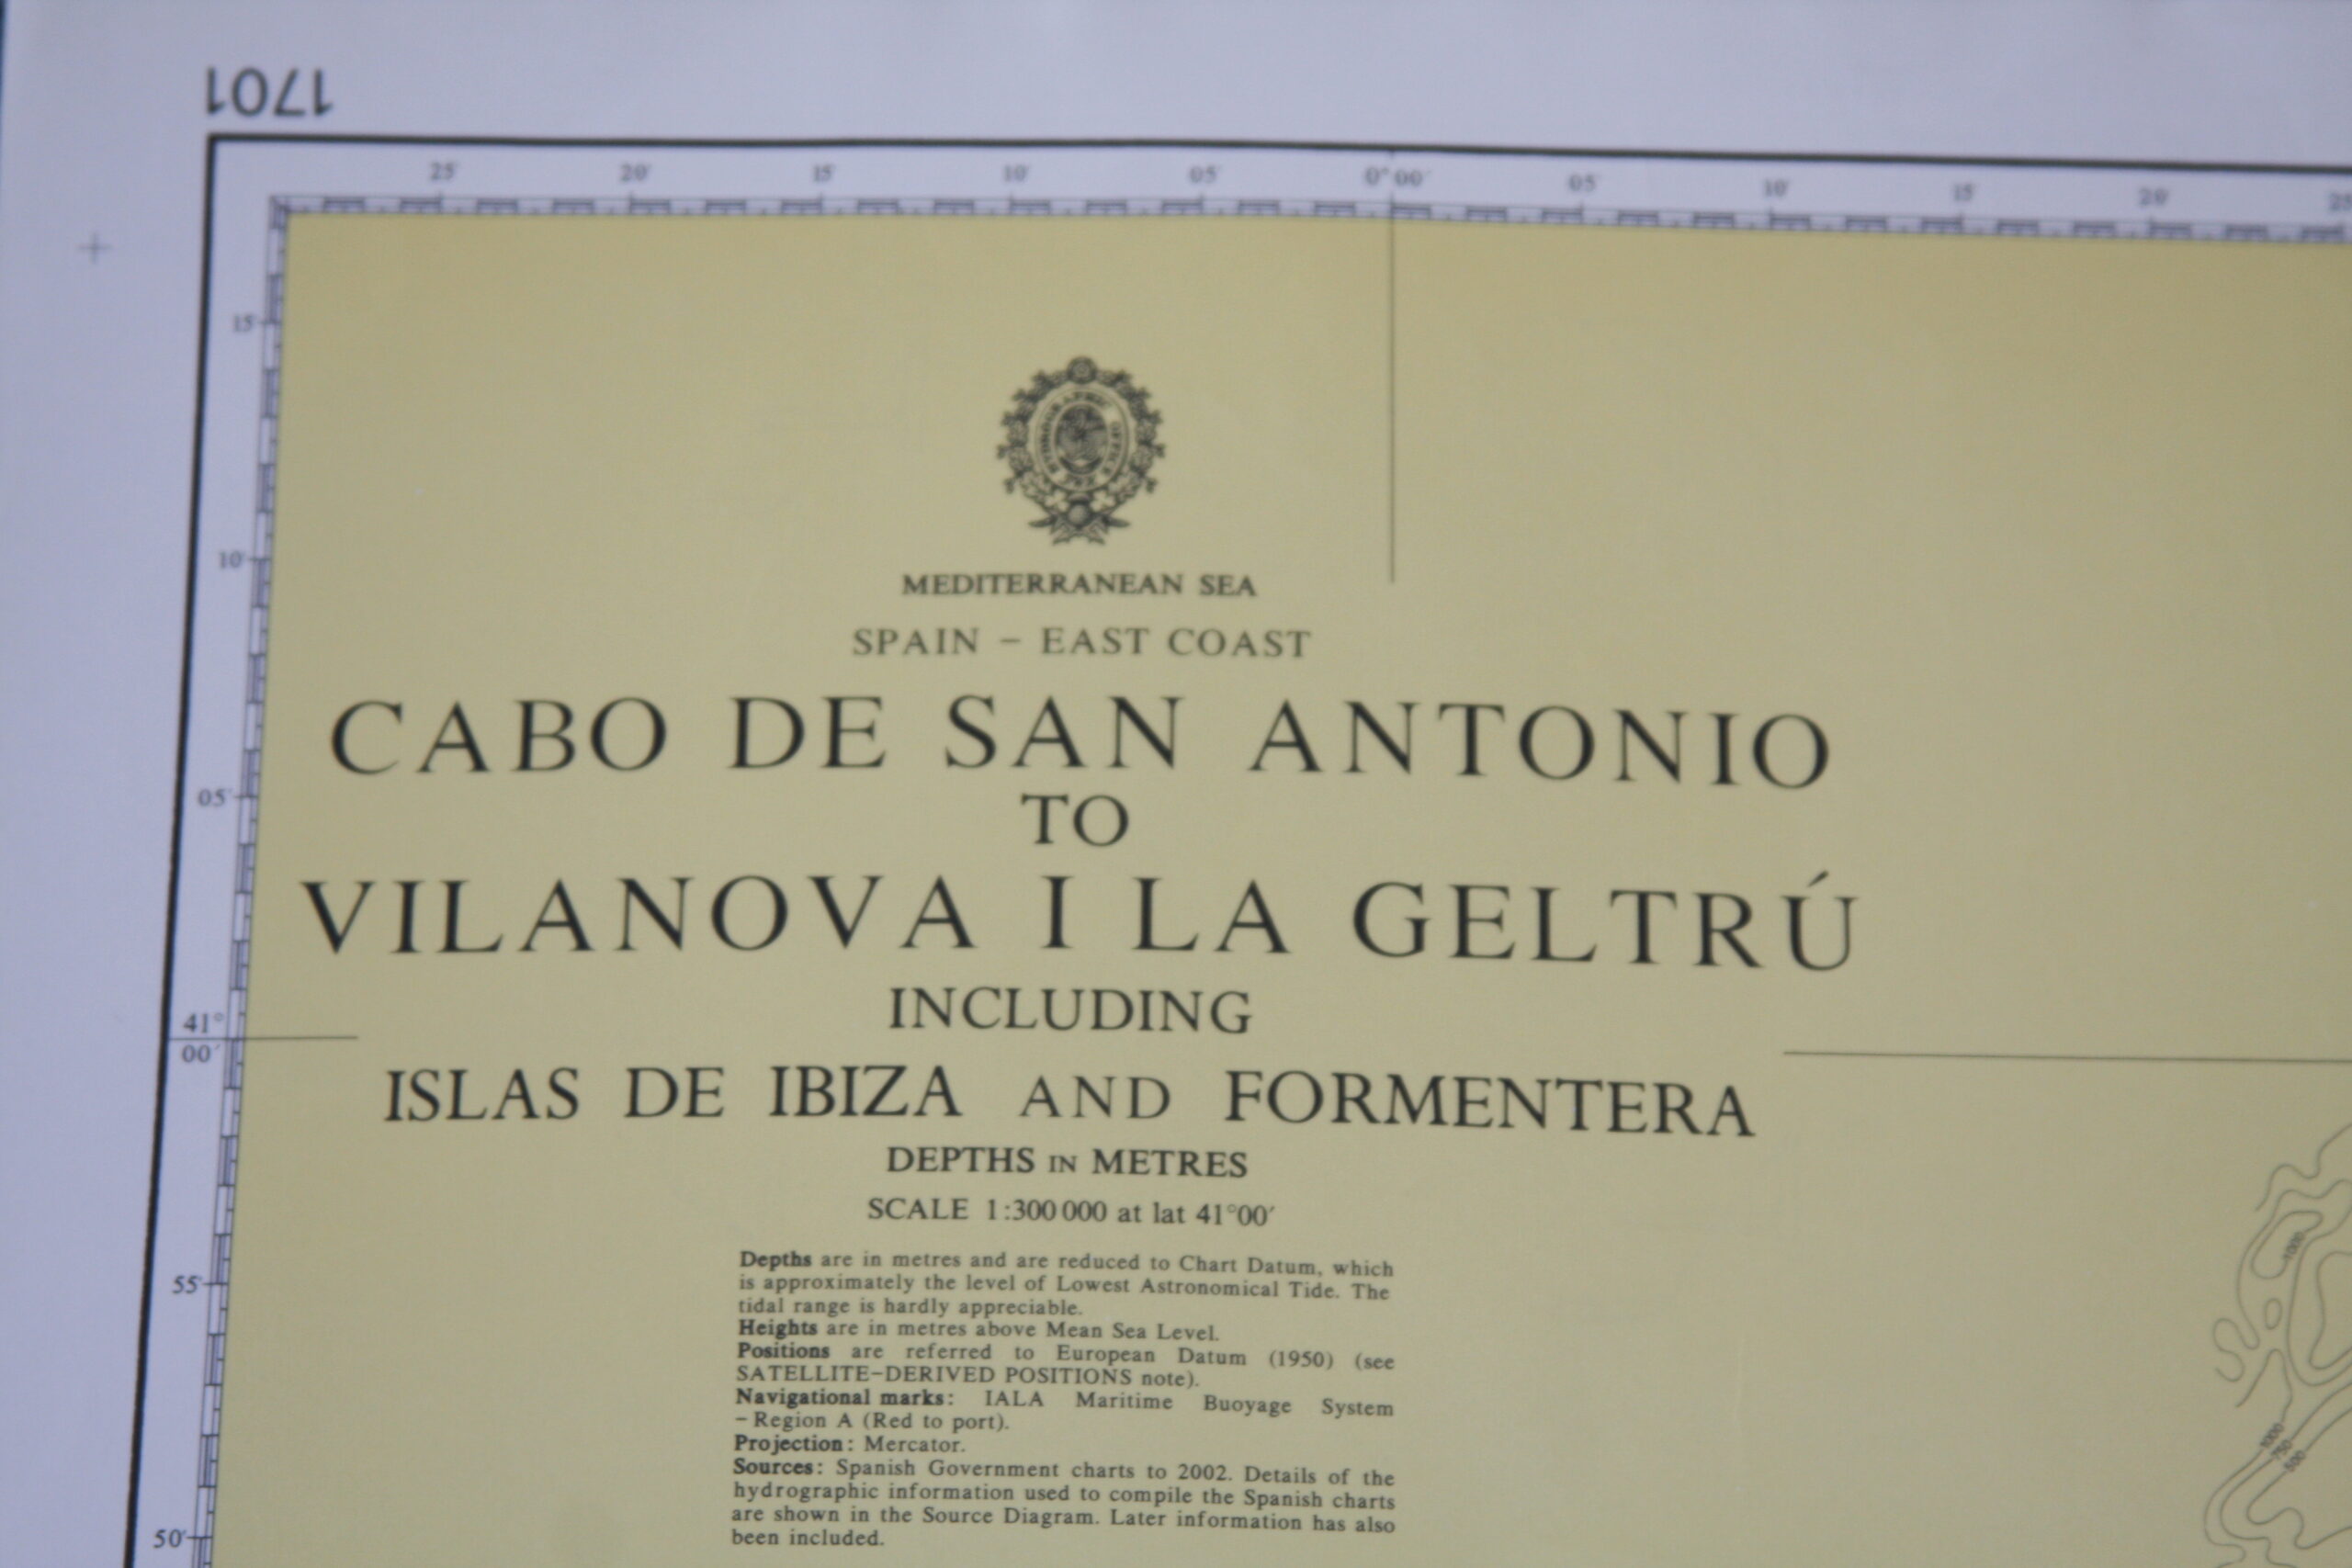 1701
25' 20' 15' 10' 05' 0° 00' 05' 10' 15' 20' 25
15'
10'
HYDROGRAPHIC OFFICE
MEDITERRANEAN SEA
SPAIN – EAST COAST
CABO DE SAN ANTONIO
05'
TO
VILANOVA I LA GELTRÚ
INCLUDING
41°
00'
ISLAS DE IBIZA AND FORMENTERA
DEPTHS IN METRES
SCALE 1:300 000 at lat 41°00'
Depths are in metres and are reduced to Chart Datum, which
is approximately the level of Lowest Astronomical Tide. The
tidal range is hardly appreciable.
Heights are in metres above Mean Sea Level.
Positions are referred to European Datum (1950) (see
SATELLITE–DERIVED POSITIONS note).
Navigational marks: IALA Maritime Buoyage System
–Region A (Red to port).
Projection: Mercator.
Sources: Spanish Government charts to 2002. Details of the
hydrographic information used to compile the Spanish charts
are shown in the Source Diagram. Later information has also
been included.
55'
50'
1000
1000
750
500